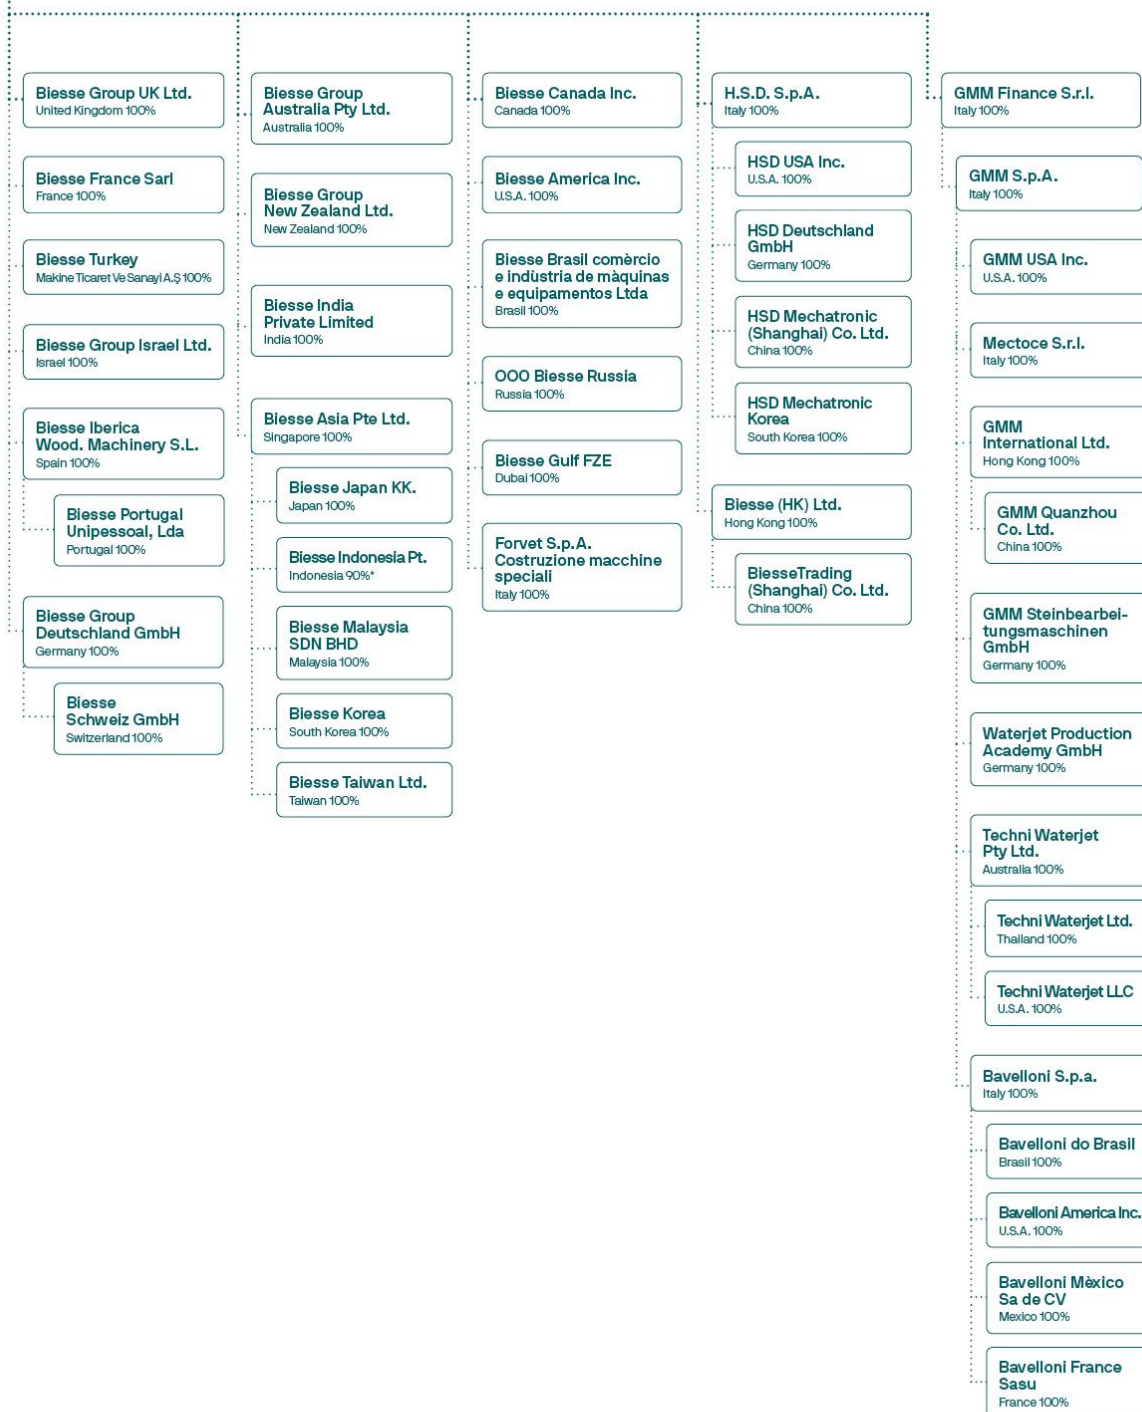 Biesse Group UK Ltd.
United Kingdom 100%
Biesse France Sarl
France 100%
Biesse Turkey
Makine Ticaret Ve Sanayi A.Ş 100%
Biesse Group Israel Ltd.
Israel 100%
Biesse Iberica
Wood. Machinery S.L.
Spain 100%
Biesse Portugal
Unipessoal, Lda
Portugal 100%
Biesse Group
Deutschland GmbH
Germany 100%
Biesse
Schweiz GmbH
Switzerland 100%
Biesse Group
Australia Pty Ltd.
Australia 100%
Biesse Group
New Zealand Ltd.
New Zealand 100%
Biesse India
Private Limited
India 100%
Biesse Asia Pte Ltd.
Singapore 100%
Biesse Japan KK.
Japan 100%
Biesse Indonesia Pt.
Indonesia 90%*
Biesse Malaysia
SDN BHD
Malaysia 100%
Biesse Korea
South Korea 100%
Biesse Taiwan Ltd.
Taiwan 100%
Biesse Canada Inc.
Canada 100%
Biesse America Inc.
U.S.A. 100%
Biesse Brasil comèrcio
e indùstria de màquinas
e equipamentos Ltda
Brasil 100%
OOO Biesse Russia
Russia 100%
Biesse Gulf FZE
Dubai 100%
Forvet S.p.A.
Costruzione macchine
speciali
Italy 100%
H.S.D. S.p.A.
Italy 100%
HSD USA Inc.
U.S.A. 100%
HSD Deutschland
GmbH
Germany 100%
HSD Mechatronic
(Shanghai) Co. Ltd.
China 100%
HSD Mechatronic
Korea
South Korea 100%
Biesse (HK) Ltd.
Hong Kong 100%
BiesseTrading
(Shanghai) Co. Ltd.
China 100%
GMM Finance S.r.l.
Italy 100%
GMM S.p.A.
Italy 100%
GMM USA Inc.
U.S.A. 100%
Mectoce S.r.l.
Italy 100%
GMM
International Ltd.
Hong Kong 100%
GMM Quanzhou
Co. Ltd.
China 100%
GMM Steinbearbei-
tungsmaschinen
GmbH
Germany 100%
Waterjet Production
Academy GmbH
Germany 100%
Techni Waterjet
Pty Ltd.
Australia 100%
Techni Waterjet Ltd.
Thailand 100%
Techni Waterjet LLC
U.S.A. 100%
Bavelloni S.p.a.
Italy 100%
Bavelloni do Brasil
Brasil 100%
Bavelloni America Inc.
U.S.A. 100%
Bavelloni Mèxico
Sa de CV
Mexico 100%
Bavelloni France
Sasu
France 100%